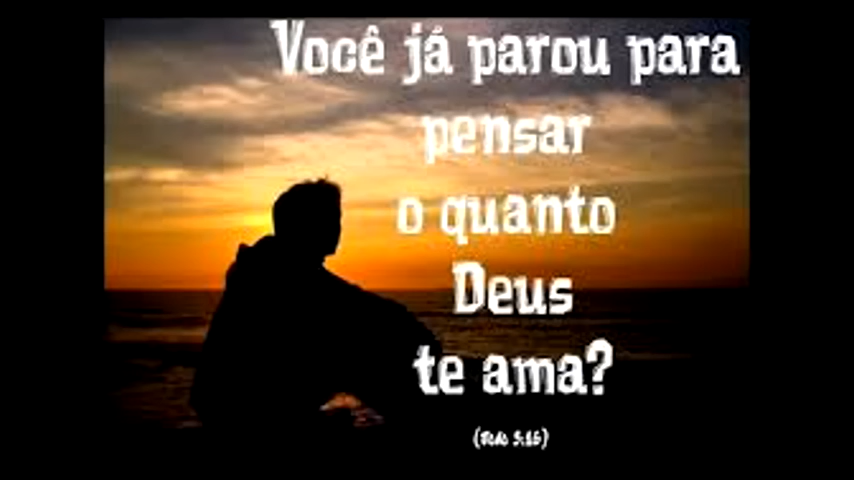 Você já parou para
pensar
o quanto
Deus
te ama?